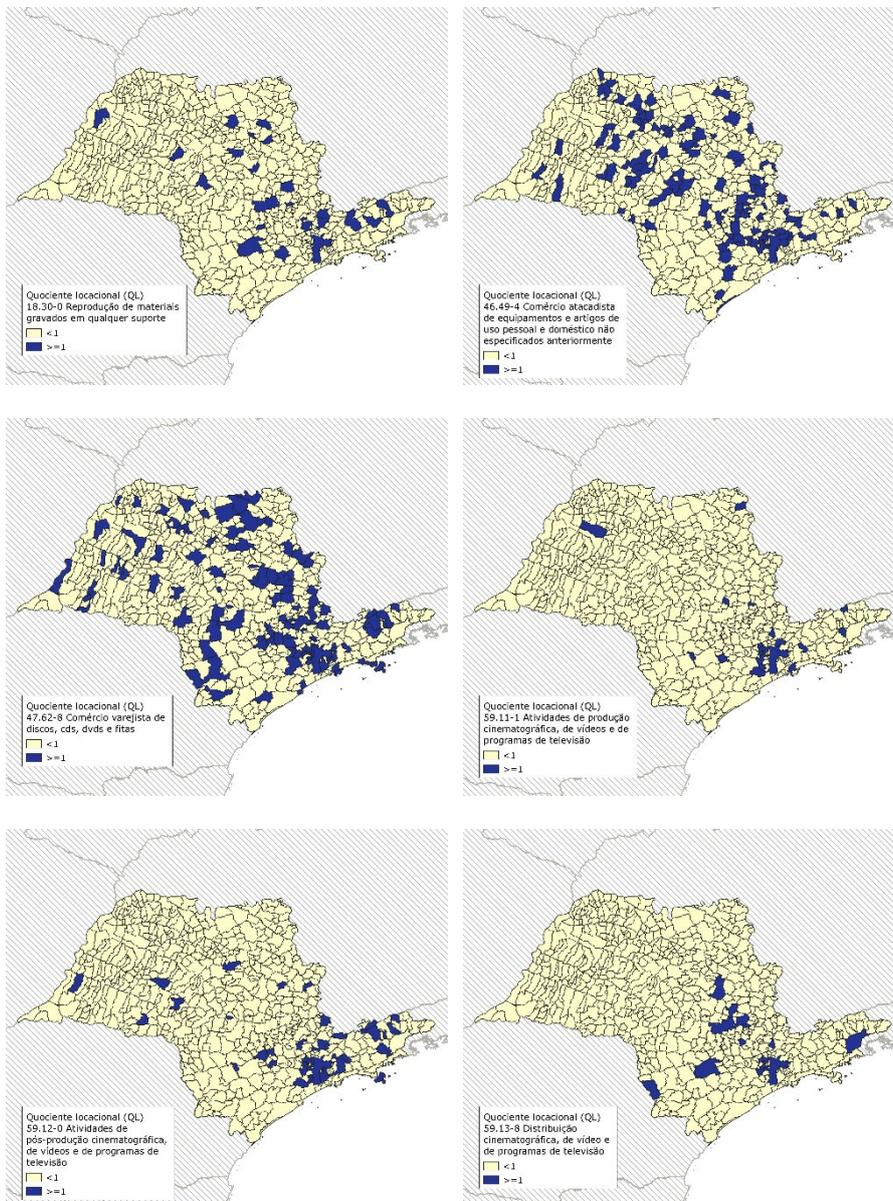 Quociente locacional (QL)
18.30-0 Reprodução de materiais
gravados em qualquer suporte
<1
>=1
Quociente locacional (QL)
46.49-4 Comércio atacadista
de equipamentos e artigos de
uso pessoal e doméstico não
especificados anteriormente
<1
>=1
Quociente locacional (QL)
47.62-8 Comércio varejista de
discos, cds, dvds e fitas
<1
>=1
Quociente locacional (QL)
59.11-1 Atividades de produção
cinematográfica, de vídeos e de
programas de televisão
<1
>=1
Quociente locacional (QL)
59.12-0 Atividades de
pós-produção cinematográfica,
de vídeos e de programas de
televisão
<1
>=1
Quociente locacional (QL)
59.13-8 Distribuição
cinematográfica, de vídeo e
de programas de televisão
<1
>=1